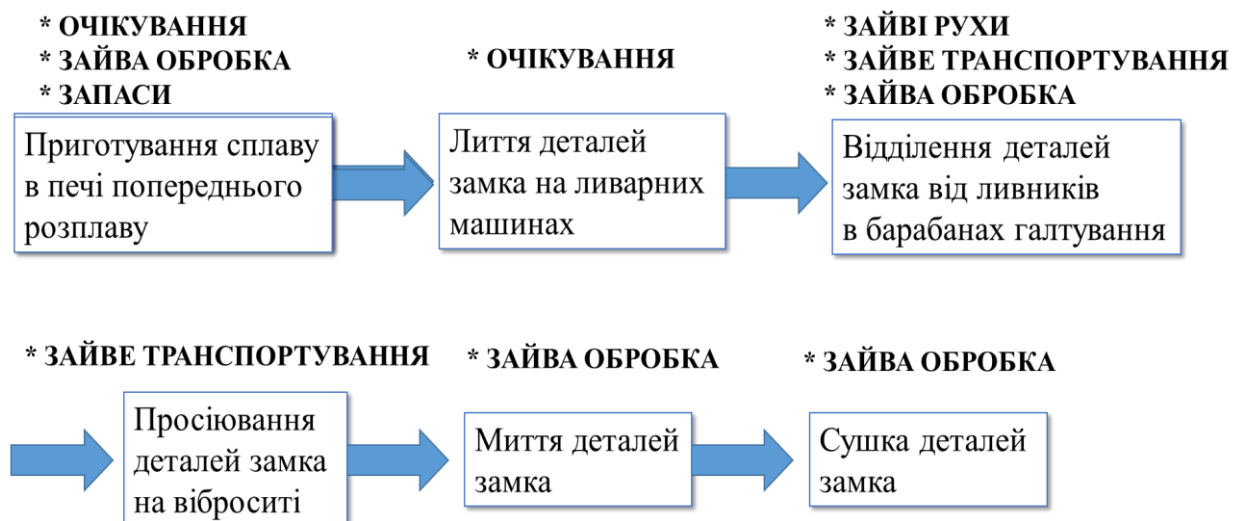 * ОЧІКУВАННЯ
* ЗАЙВА ОБРОБКА
* ЗАПАСИ
Приготування сплаву
в печі попереднього
розплаву
* ОЧІКУВАННЯ
Лиття деталей
замка на ливарних
машинах
* ЗАЙВІ РУХИ
* ЗАЙВЕ ТРАНСПОРТУВАННЯ
* ЗАЙВА ОБРОБКА
Відділення деталей
замка від ливників
в барабанах галтування
* ЗАЙВЕ ТРАНСПОРТУВАННЯ
Просіювання
деталей замка
на віброситі
* ЗАЙВА ОБРОБКА
Миття деталей
замка
* ЗАЙВА ОБРОБКА
Сушка деталей
замка